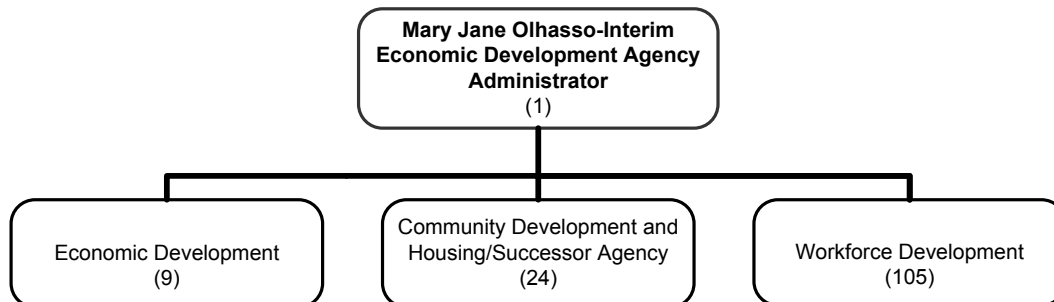 Mary Jane Olhasso-Interim
Economic Development Agency
Administrator
(1)
Economic Development
(9)
Community Development and
Housing/Successor Agency
(24)
Workforce Development
(105)